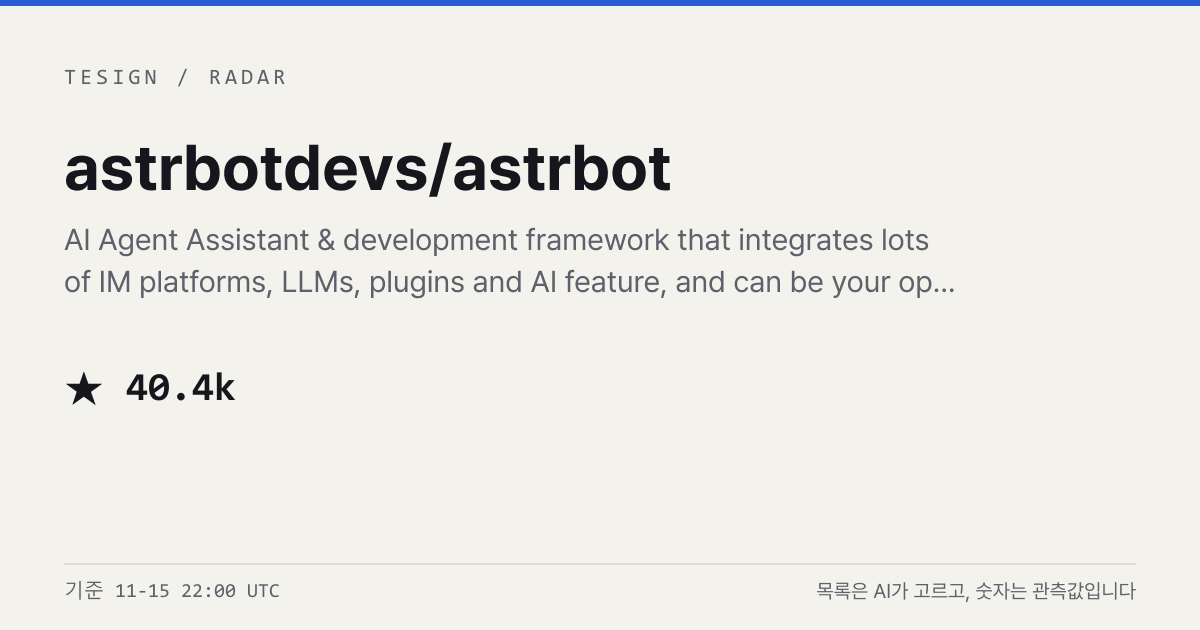 TESIGN / RADAR
astrbotdevs/astrbot
AI Agent Assistant & development framework that integrates lots
of IM platforms, LLMs, plugins and AI feature, and can be your op...
★ 40.4k
기준 11-15 22:00 UTC
목록은 AI가 고르고, 숫자는 관측값입니다